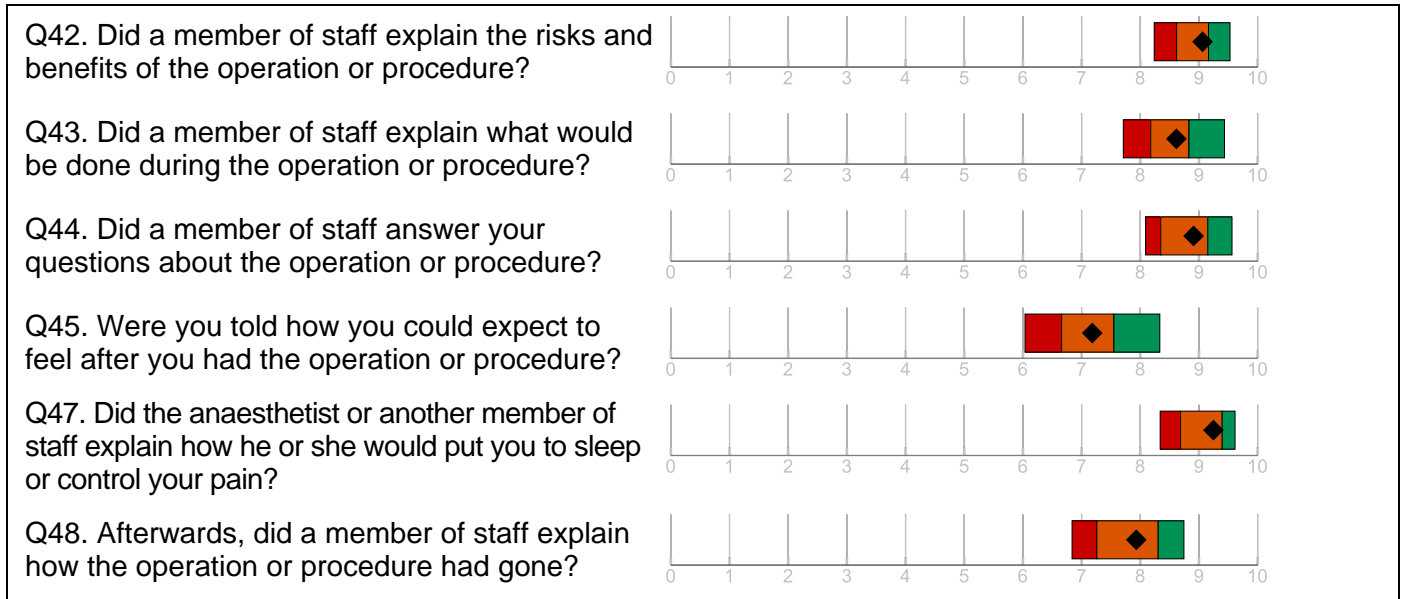 Q42. Did a member of staff explain the risks and
benefits of the operation or procedure?
0 1 2 3 4 5 6 7 8 9 10
Q43. Did a member of staff explain what would
be done during the operation or procedure?
0 1 2 3 4 5 6 7 8 9 10
Q44. Did a member of staff answer your
questions about the operation or procedure?
0 1 2 3 4 5 6 7 8 9 10
Q45. Were you told how you could expect to
feel after you had the operation or procedure?
0 1 2 3 4 5 6 7 8 9 10
Q47. Did the anaesthetist or another member of
staff explain how he or she would put you to sleep
or control your pain?
0 1 2 3 4 5 6 7 8 9 10
Q48. Afterwards, did a member of staff explain
how the operation or procedure had gone?
0 1 2 3 4 5 6 7 8 9 10